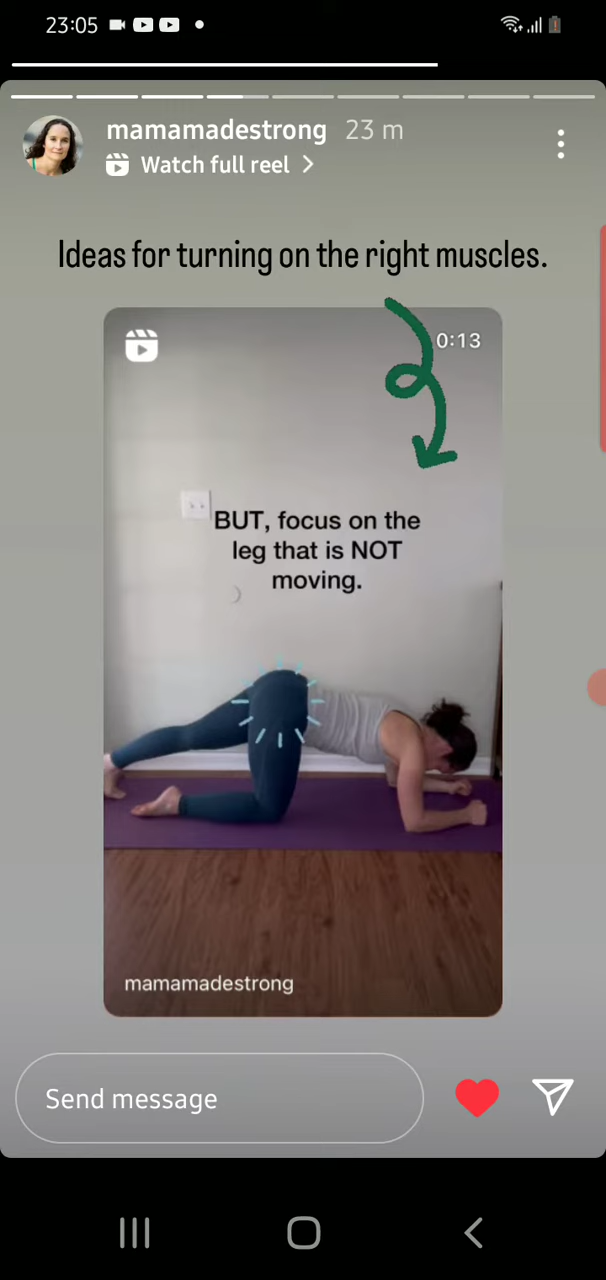 23:05
mamamadestrong 23 m
Watch full reel
Ideas for turning on the right muscles.
0:13
BUT, focus on the
leg that is NOT
moving.
mamamadestrong
Send message